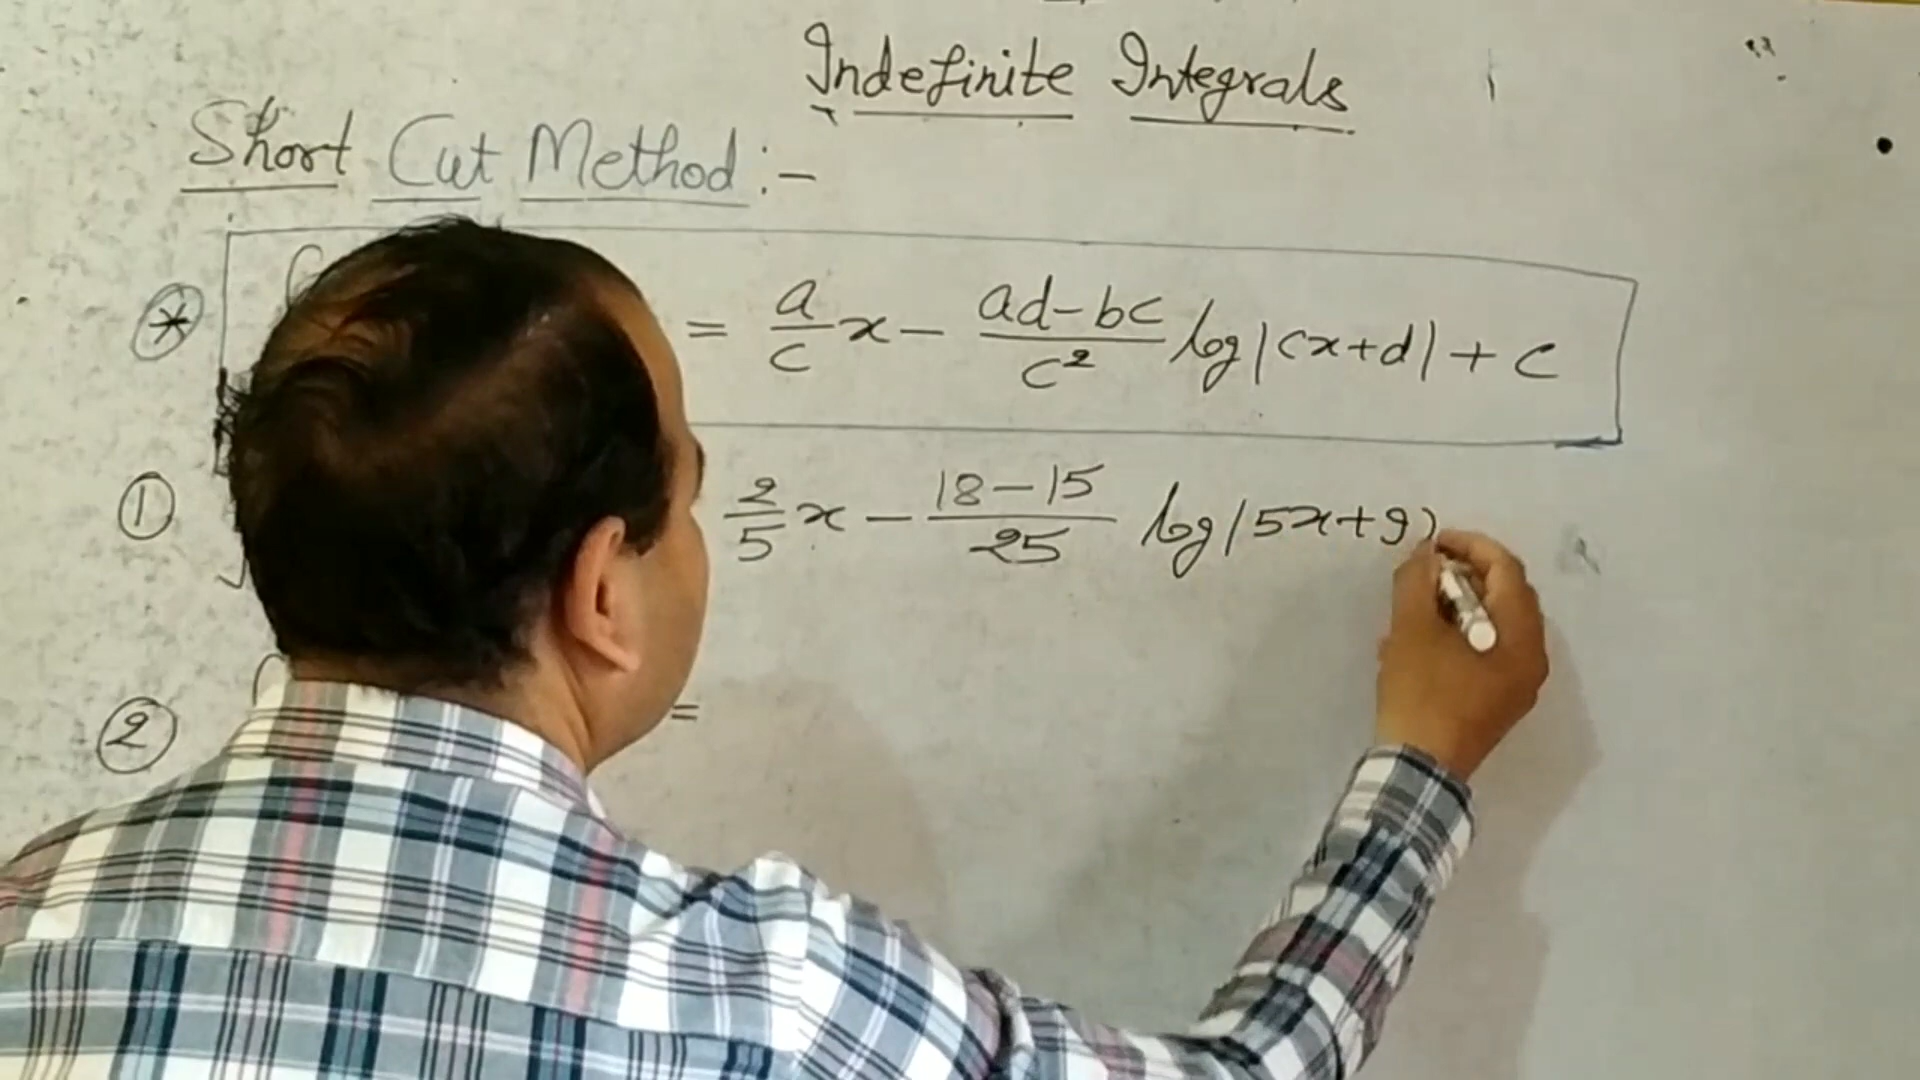 Indefinite Integrals
Short Cut Method :-
* = a/c x - ad-bc/c² log|cx+d| + c
① 2/5 x - 18-15/25 log|5x+9|
② =